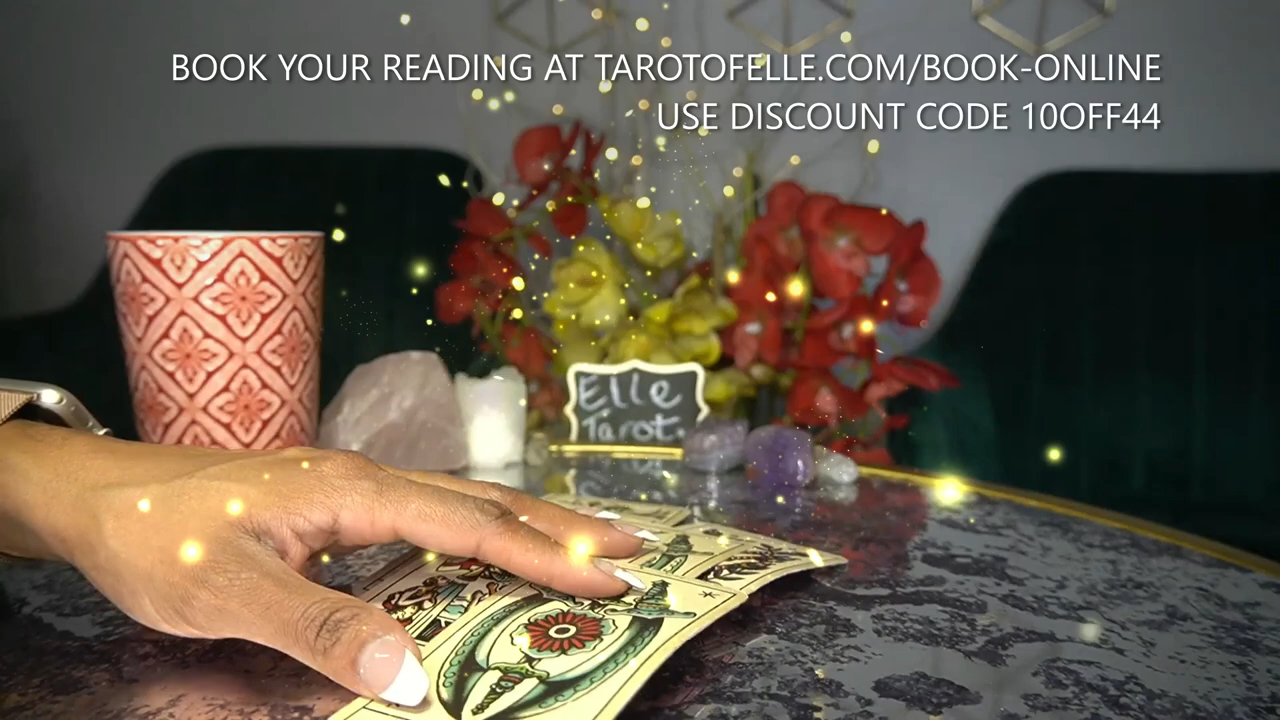 BOOK YOUR READING AT TAROTOFELLE.COM/BOOK-ONLINE
USE DISCOUNT CODE 10OFF44
Elle
Tarot.